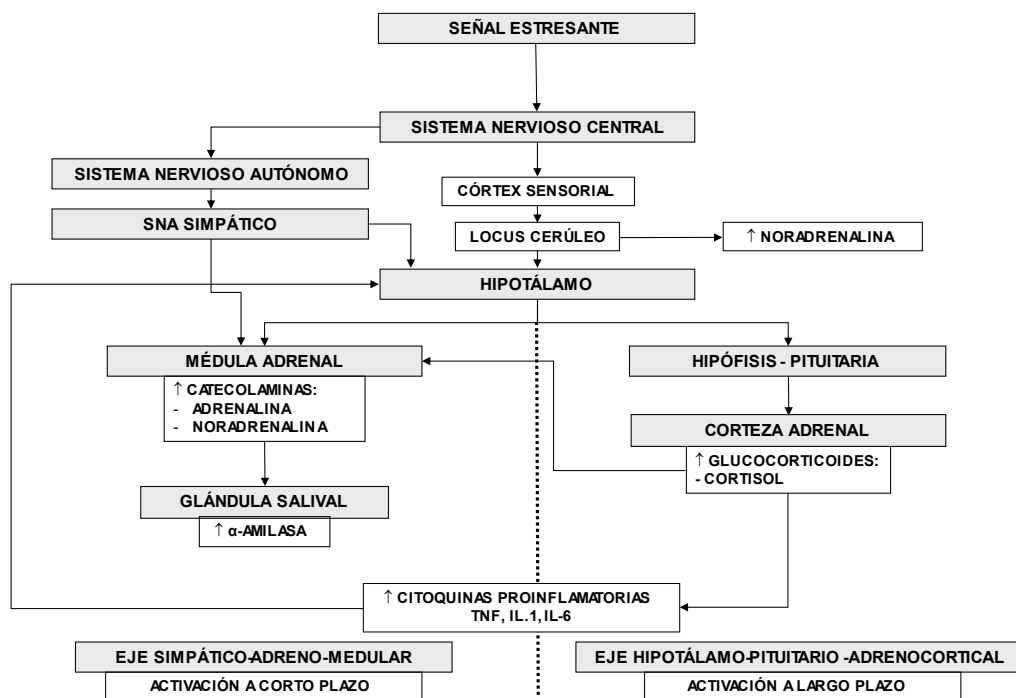 SEÑAL ESTRESANTE
SISTEMA NERVIOSO CENTRAL
SISTEMA NERVIOSO AUTÓNOMO
CÓRTEX SENSORIAL
SNA SIMPÁTICO
LOCUS CERÚLEO
↑ NORADRENALINA
HIPOTÁLAMO
MÉDULA ADRENAL
↑ CATECOLAMINAS:
- ADRENALINA
- NORADRENALINA
HIPÓFISIS - PITUITARIA
CORTEZA ADRENAL
↑ GLUCOCORTICOIDES:
- CORTISOL
GLÁNDULA SALIVAL
↑ α-AMILASA
↑ CITOQUINAS PROINFLAMATORIAS
TNF, IL.1, IL-6
EJE SIMPÁTICO-ADRENO-MEDULAR
ACTIVACIÓN A CORTO PLAZO
EJE HIPOTÁLAMO-PITUITARIO -ADRENOCORTICAL
ACTIVACIÓN A LARGO PLAZO